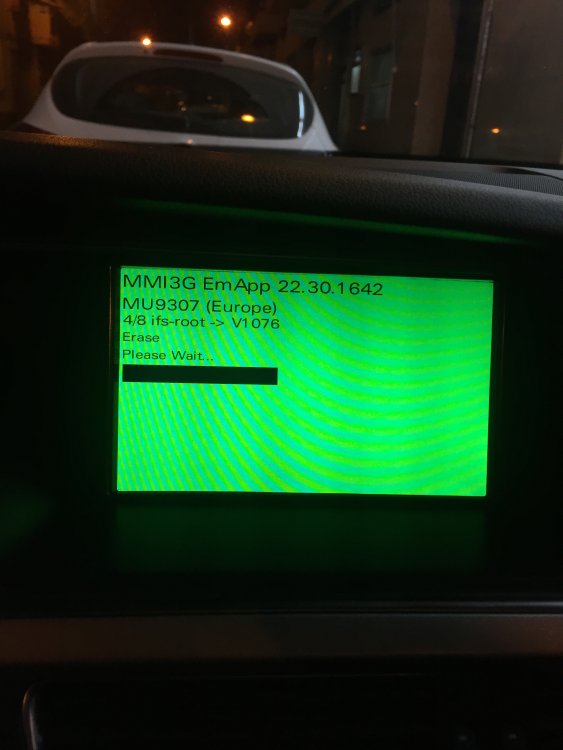 MMI3G EmApp 22.30.1642
MU9307 (Europe)
4/8 ifs-root -> V1076
Erase
Please Wait...